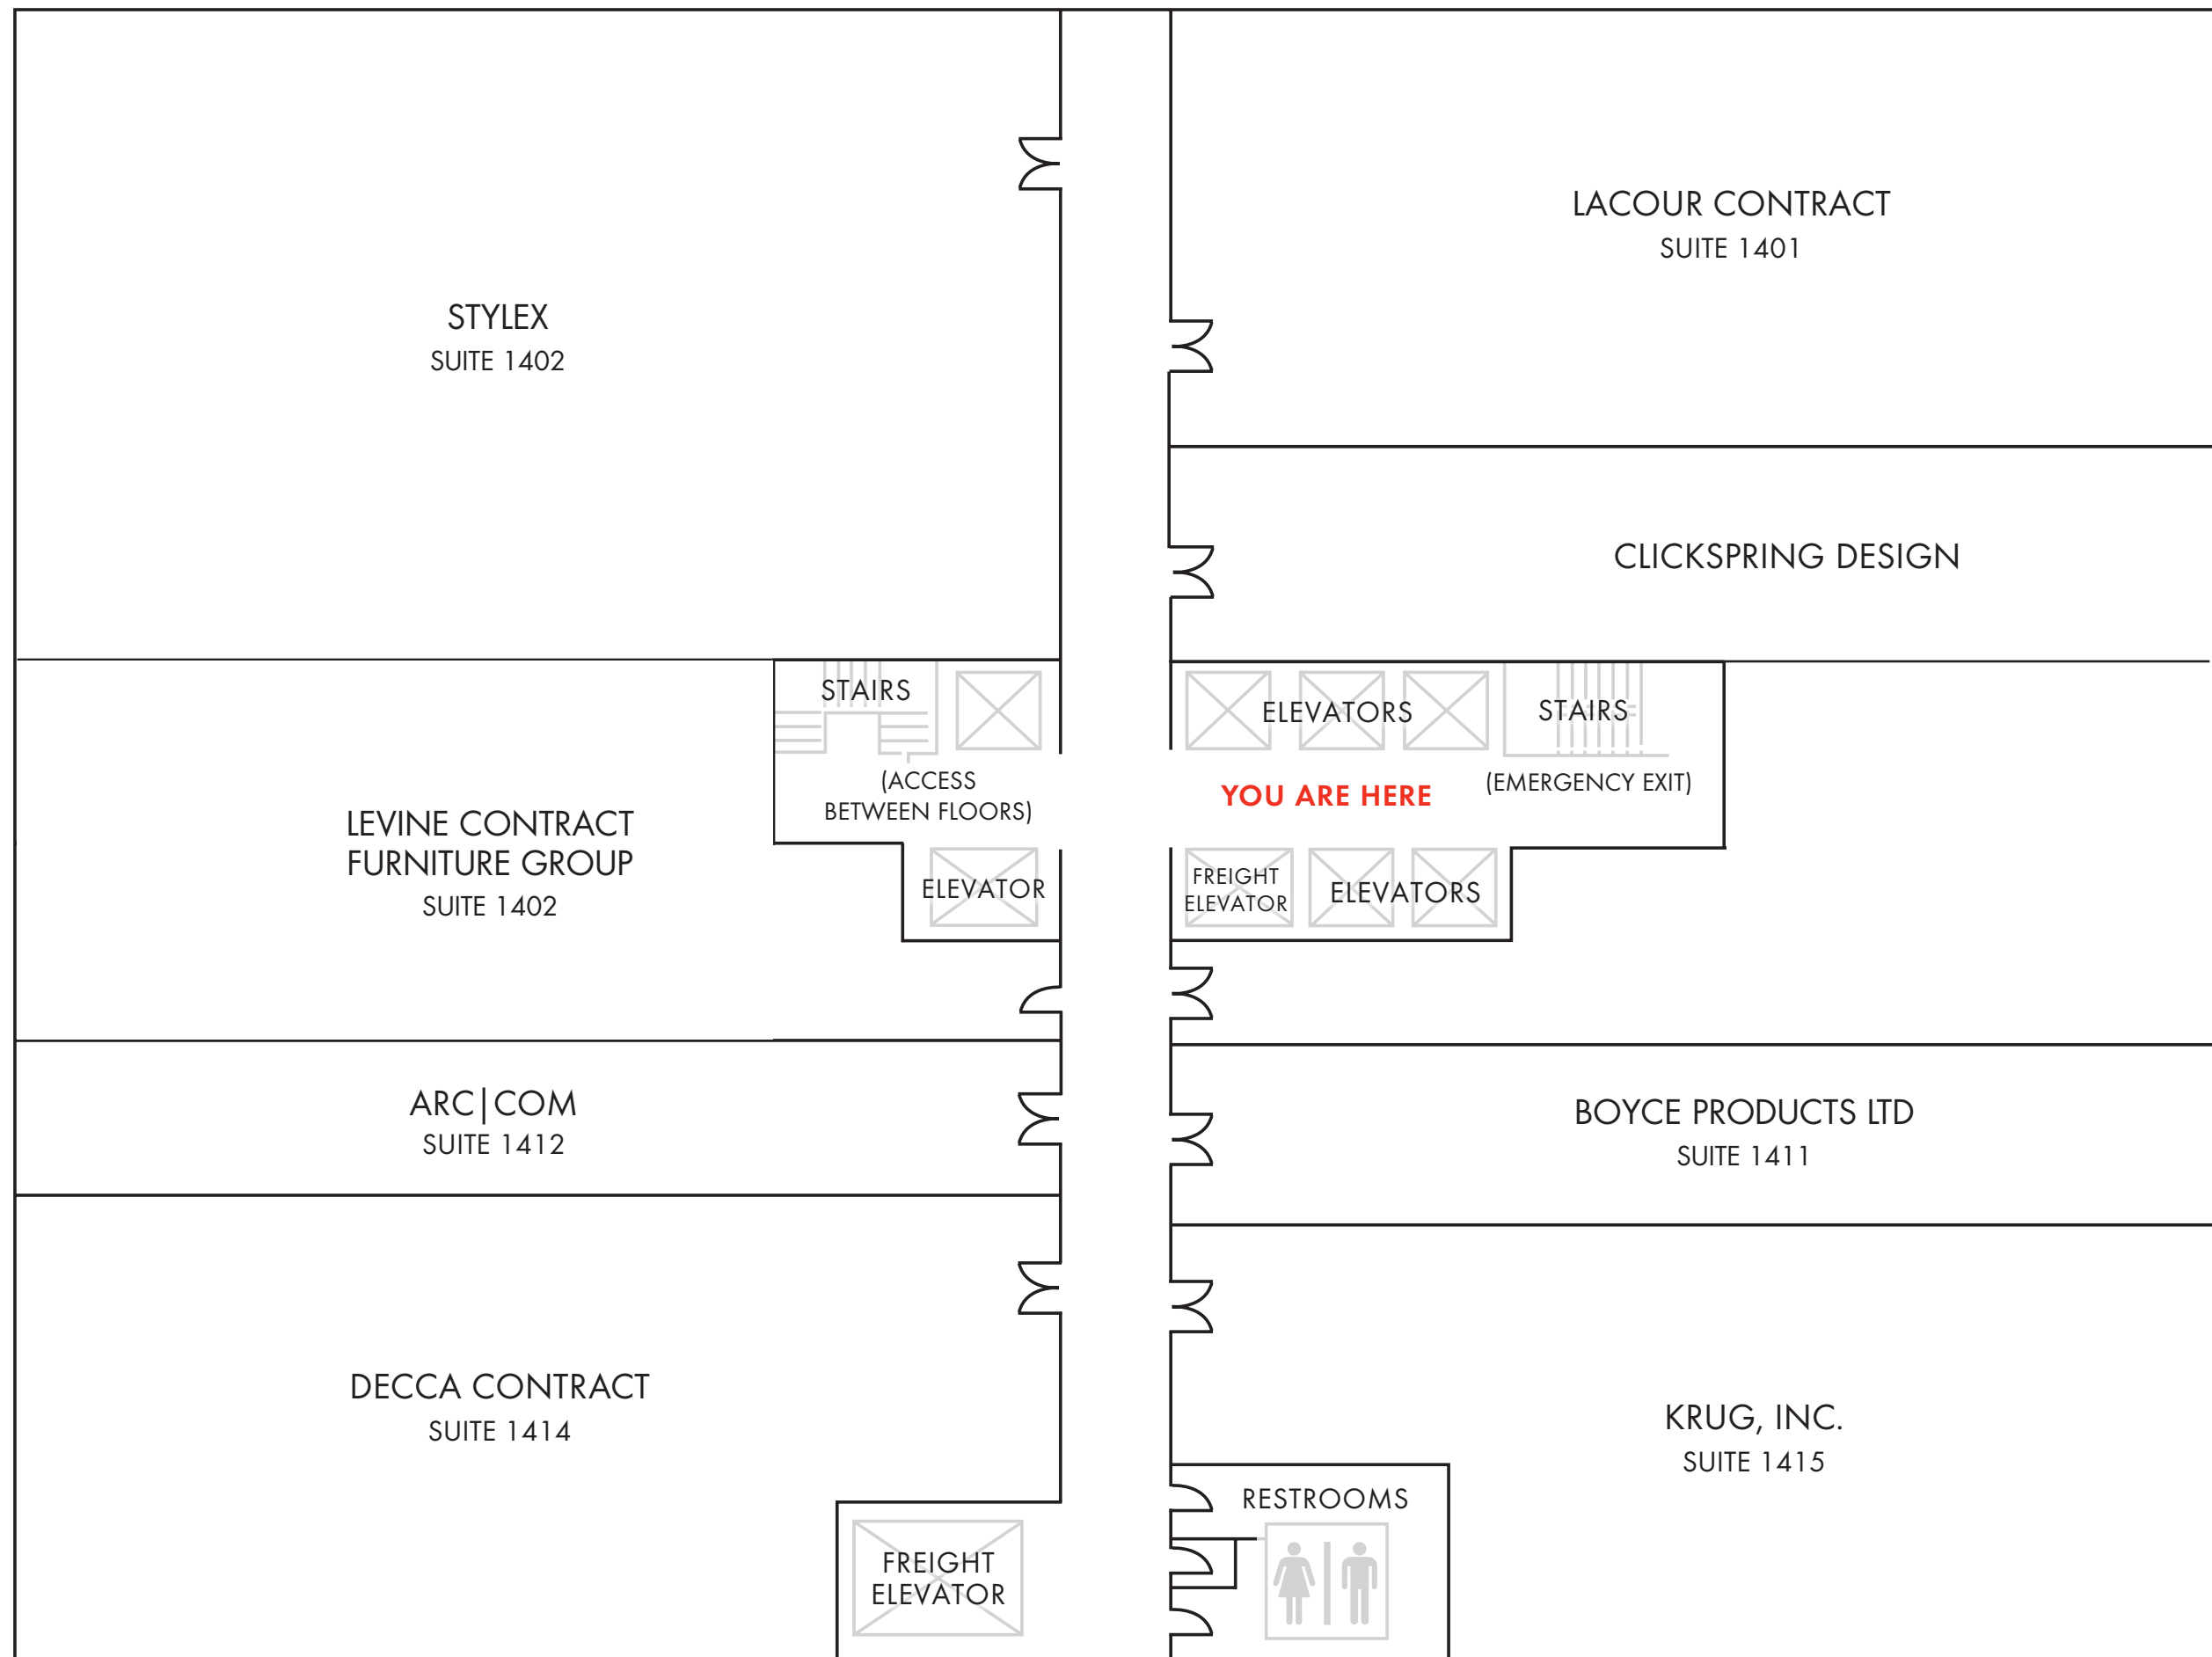 LACOUR CONTRACT
SUITE 1401
STYLEX
SUITE 1402
CLICKSPRING DESIGN
STAIRS
ELEVATORS
STAIRS
(ACCESS
BETWEEN FLOORS)
YOU ARE HERE
(EMERGENCY EXIT)
LEVINE CONTRACT
FURNITURE GROUP
SUITE 1402
ELEVATOR
FREIGHT
ELEVATOR
ELEVATORS
ARC|COM
SUITE 1412
BOYCE PRODUCTS LTD
SUITE 1411
DECCA CONTRACT
SUITE 1414
KRUG, INC.
SUITE 1415
RESTROOMS
FREIGHT
ELEVATOR